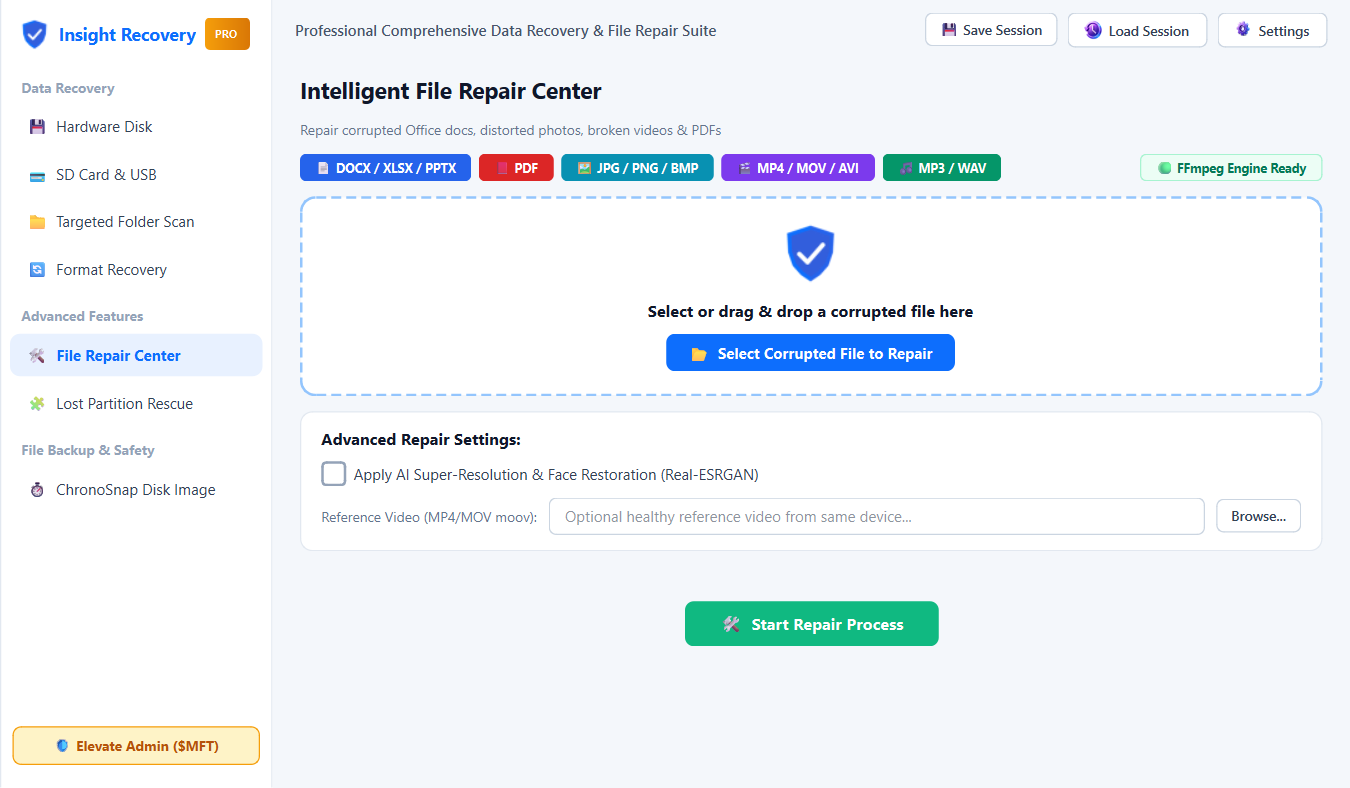 Insight Recovery PRO
Professional Comprehensive Data Recovery & File Repair Suite
Save Session
Load Session
Settings
Data Recovery
Hardware Disk
SD Card & USB
Targeted Folder Scan
Format Recovery
Advanced Features
File Repair Center
Lost Partition Rescue
File Backup & Safety
ChronoSnap Disk Image
Elevate Admin ($MFT)
Intelligent File Repair Center
Repair corrupted Office docs, distorted photos, broken videos & PDFs
DOCX / XLSX / PPTX
PDF
JPG / PNG / BMP
MP4 / MOV / AVI
MP3 / WAV
FFmpeg Engine Ready
Select or drag & drop a corrupted file here
Select Corrupted File to Repair
Advanced Repair Settings:
Apply AI Super-Resolution & Face Restoration (Real-ESRGAN)
Reference Video (MP4/MOV moov):
Optional healthy reference video from same device...
Browse...
Start Repair Process